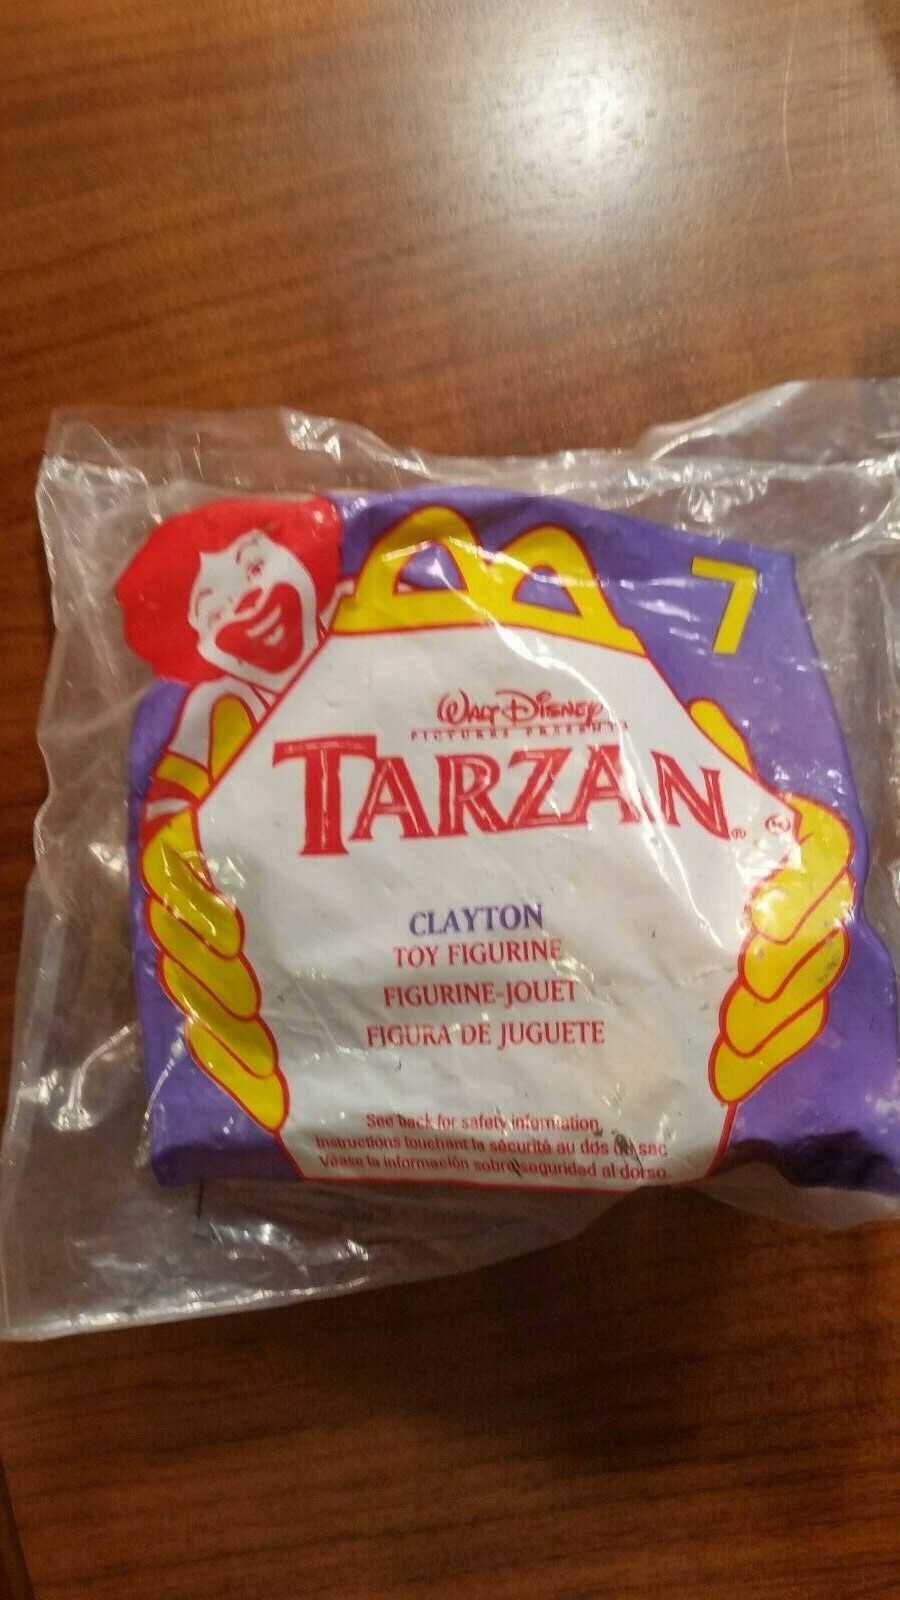 7
WALT DISNEY
PICTURES PRESENTS
TARZAN®
CLAYTON
TOY FIGURINE
FIGURINE-JOUET
FIGURA DE JUGUETE
See back for safety information.
Instructions touchant la sécurité au dos du sac
Véase la información sobre seguridad al dorso.